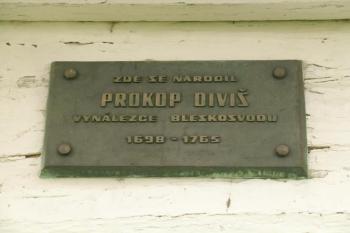 ZDE SE NARODIL
PROKOP DIVIŠ
VYNÁLEZCE BLESKOSVODU
1698 - 1765